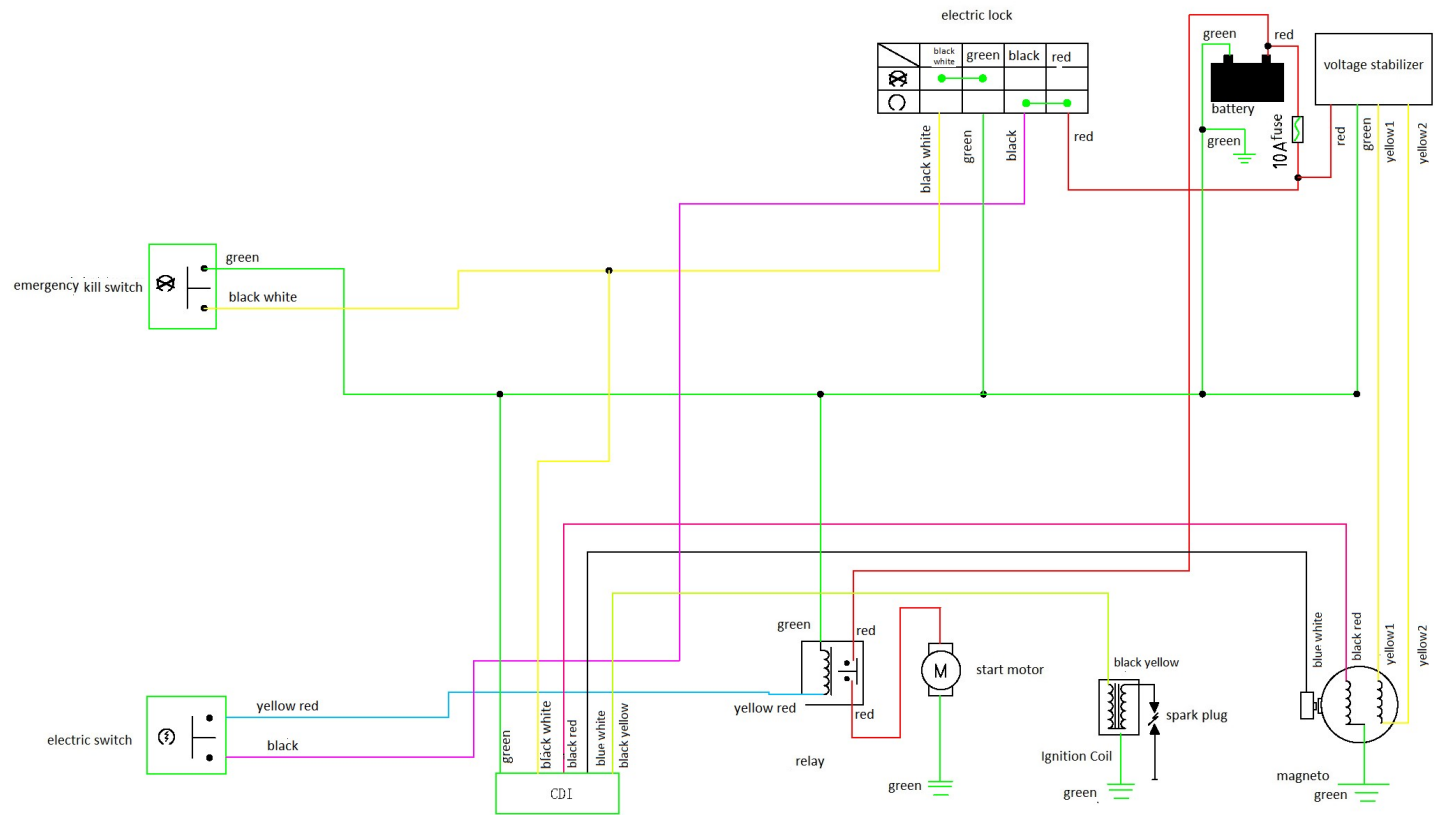 electric lock
black
white
green
black
red
green
red
battery
green
10A fuse
voltage stabilizer
red
green
yellow1
yellow2
black white
green
black
red
emergency kill switch
green
black white
electric switch
yellow red
black
green
black white
black red
blue white
black yellow
CDI
green
red
yellow red
red
relay
M
start motor
green
black yellow
spark plug
Ignition Coil
green
blue white
black red
yellow1
yellow2
magneto
green